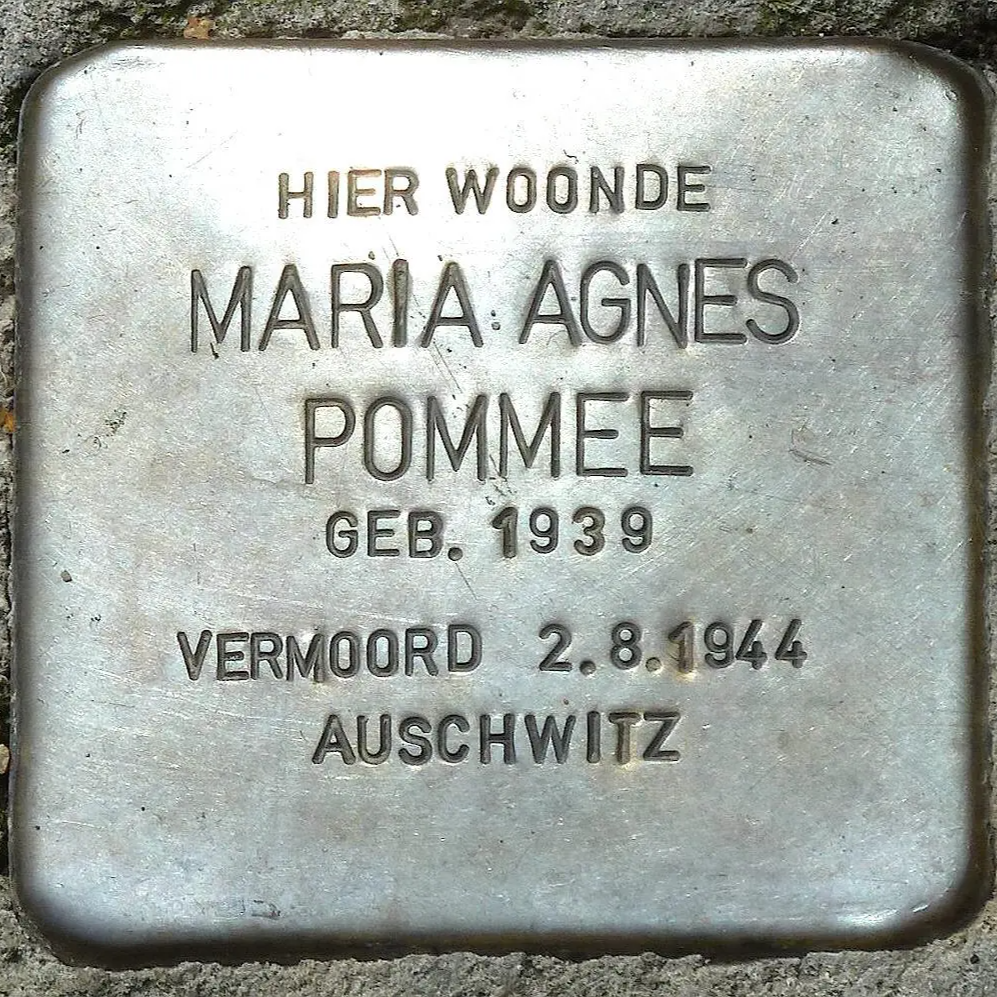 HIER WOONDE
MARIA AGNES
POMMEE
GEB. 1939
VERMOORD 2.8.1944
AUSCHWITZ